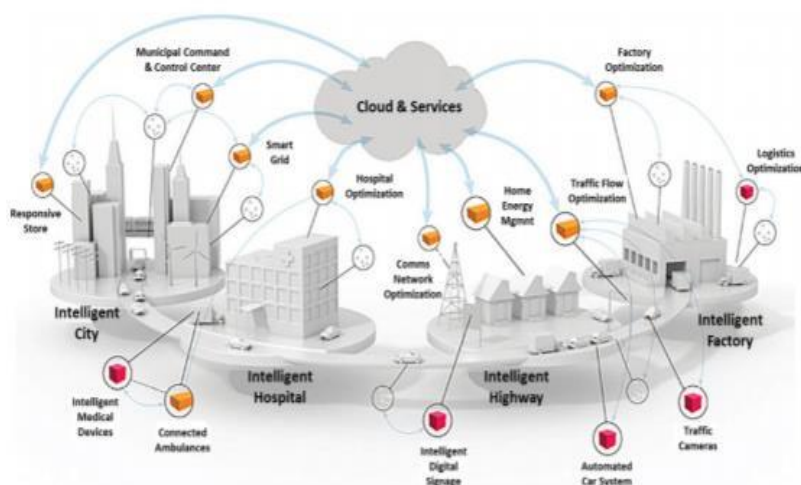 Municipal Command
& Control Center
Cloud & Services
Factory
Optimization
Smart
Grid
Logistics
Optimization
Hospital
Optimization
Home
Energy
Mgmnt
Traffic Flow
Optimization
Responsive
Store
Comms
Network
Optimization
Intelligent
City
Intelligent
Factory
Intelligent
Hospital
Intelligent
Highway
Intelligent
Medical
Devices
Connected
Ambulances
Intelligent
Digital
Signage
Automated
Car System
Traffic
Cameras